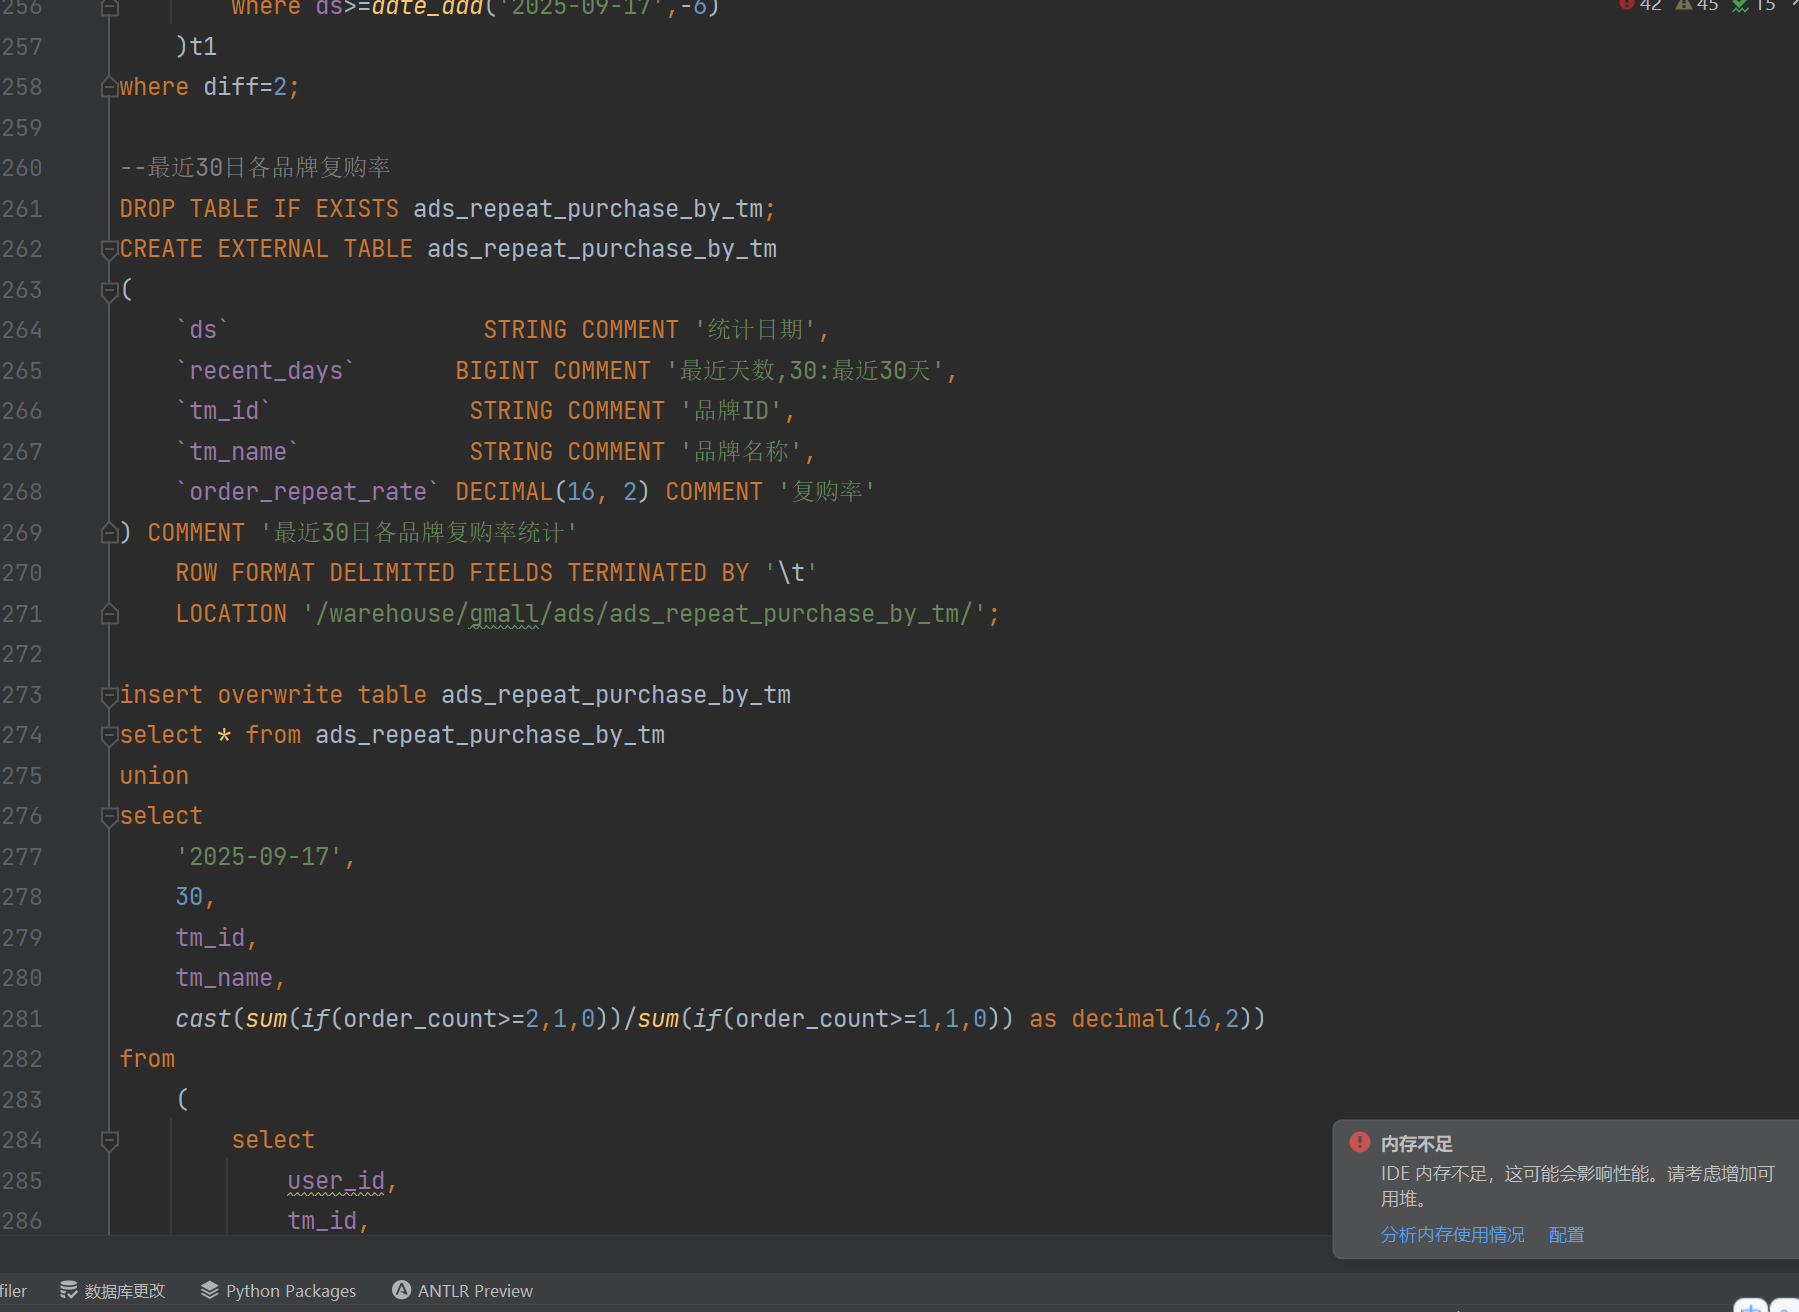 256 where ds>=date_add('2025-09-17',-6)
42 45 15
257 )t1
258 where diff=2;
259
260 --最近30日各品牌复购率
261 DROP TABLE IF EXISTS ads_repeat_purchase_by_tm;
262 CREATE EXTERNAL TABLE ads_repeat_purchase_by_tm
263 (
264 `ds` STRING COMMENT '统计日期',
265 `recent_days` BIGINT COMMENT '最近天数,30:最近30天',
266 `tm_id` STRING COMMENT '品牌ID',
267 `tm_name` STRING COMMENT '品牌名称',
268 `order_repeat_rate` DECIMAL(16, 2) COMMENT '复购率'
269 ) COMMENT '最近30日各品牌复购率统计'
270 ROW FORMAT DELIMITED FIELDS TERMINATED BY '\t'
271 LOCATION '/warehouse/gmall/ads/ads_repeat_purchase_by_tm/';
272
273 insert overwrite table ads_repeat_purchase_by_tm
274 select * from ads_repeat_purchase_by_tm
275 union
276 select
277 '2025-09-17',
278 30,
279 tm_id,
280 tm_name,
281 cast(sum(if(order_count>=2,1,0))/sum(if(order_count>=1,1,0)) as decimal(16,2))
282 from
283 (
284 select
285 user_id,
286 tm_id,
内存不足
IDE 内存不足，这可能会影响性能。请考虑增加可
用堆。
分析内存使用情况 配置
filer 数据库更改 Python Packages ANTLR Preview